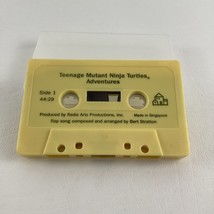 Teenage Mutant Ninja Turtles®
Adventures
Side 1
44/29
Produced by Radio Arts Productions, Inc.
Made in Singapore
Rap song composed and arranged by Bert Stratton